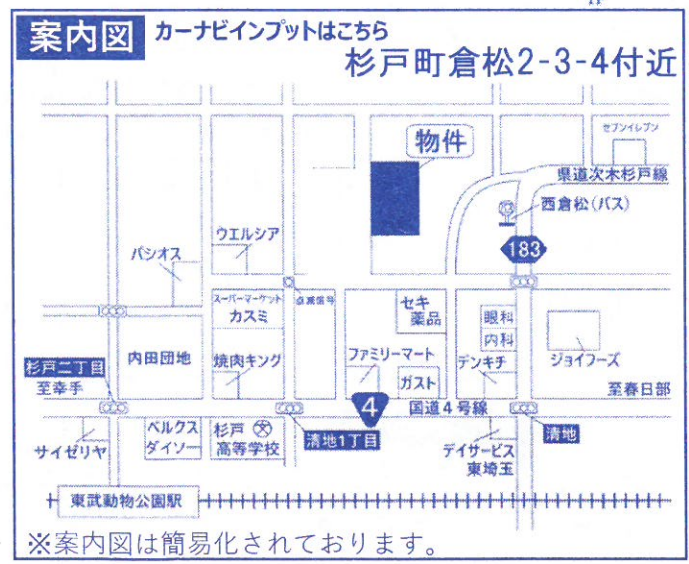 案内図 カーナビインプットはこちら
杉戸町倉松2-3-4付近
物件
セブンイレブン
県道次木杉戸線
西倉松(バス)
183
ウエルシア
パシオス
スーパーマーケット
カスミ
点滅信号
セキ
薬品
眼科
内科
内田団地
焼肉キング
ファミリーマート
ガスト
デンキチ
ジョイフーズ
杉戸二丁目
至幸手
至春日部
4
国道4号線
サイゼリヤ
ベルクス
ダイソー
杉戸 文
高等学校
清地1丁目
デイサービス
東埼玉
清地
東武動物公園駅
※案内図は簡易化されております。